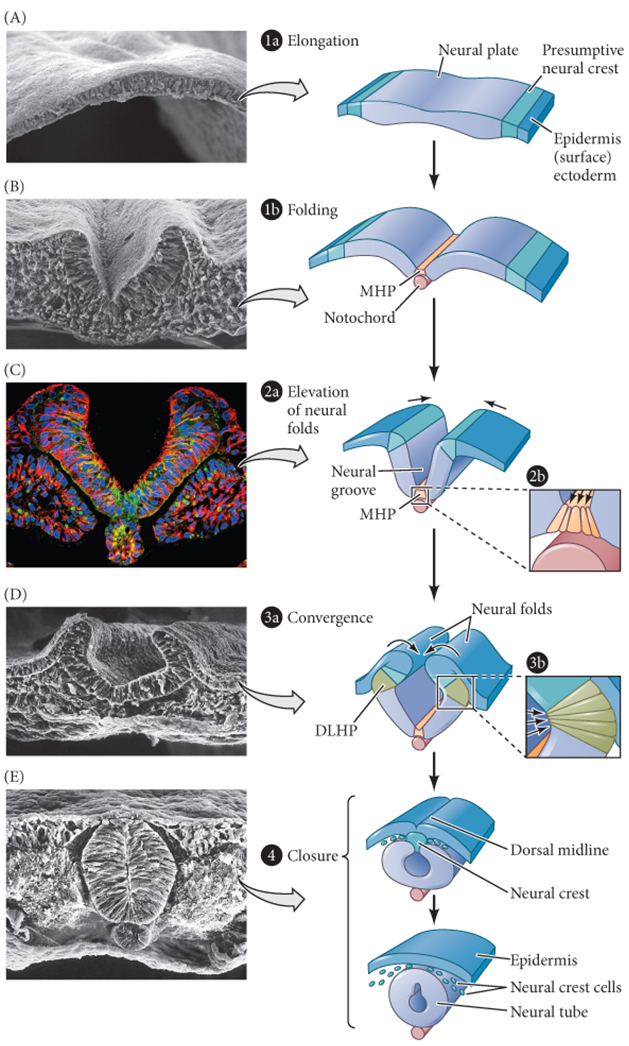 (A)
1a Elongation
Neural plate
Presumptive
neural crest
Epidermis
(surface)
ectoderm
(B)
1b Folding
MHP
Notochord
(C)
2a Elevation
of neural
folds
Neural
groove
MHP
2b
(D)
3a Convergence
Neural folds
3b
DLHP
(E)
4 Closure
Dorsal midline
Neural crest
Epidermis
Neural crest cells
Neural tube